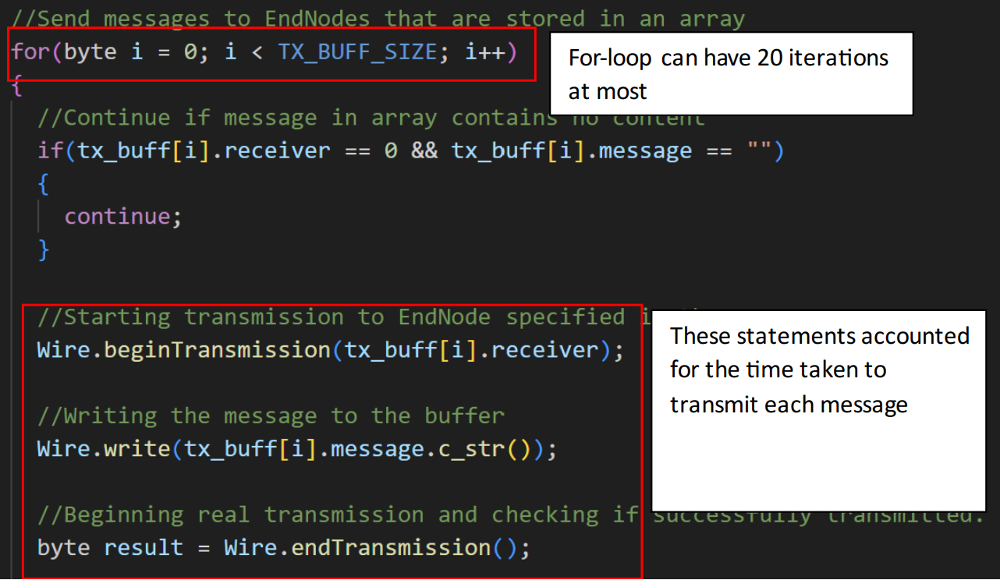 //Send messages to EndNodes that are stored in an array
for(byte i = 0; i < TX_BUFF_SIZE; i++)
For-loop can have 20 iterations
at most
{
//Continue if message in array contains no content
if(tx_buff[i].receiver == 0 && tx_buff[i].message == "")
{
continue;
}
//Starting transmission to EndNode specified
Wire.beginTransmission(tx_buff[i].receiver);
//Writing the message to the buffer
Wire.write(tx_buff[i].message.c_str());
//Beginning real transmission and checking if successfully transmitted.
byte result = Wire.endTransmission();
These statements accounted
for the time taken to
transmit each message